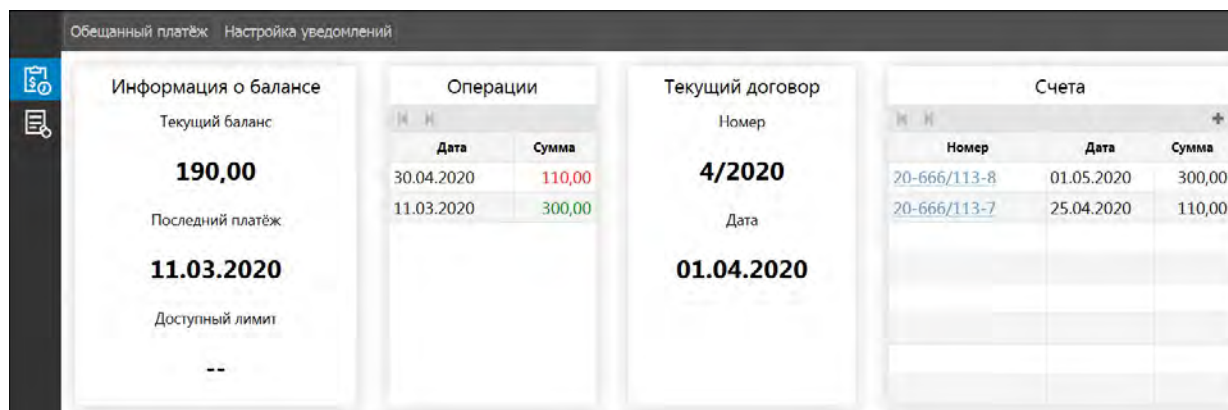 Обещанный платёж Настройка уведомлений
Информация о балансе
Текущий баланс
190,00
Последний платёж
11.03.2020
Доступный лимит
--
Операции
Дата Сумма
30.04.2020 110,00
11.03.2020 300,00
Текущий договор
Номер
4/2020
Дата
01.04.2020
Счета
Номер Дата Сумма
20-666/113-8 01.05.2020 300,00
20-666/113-7 25.04.2020 110,00